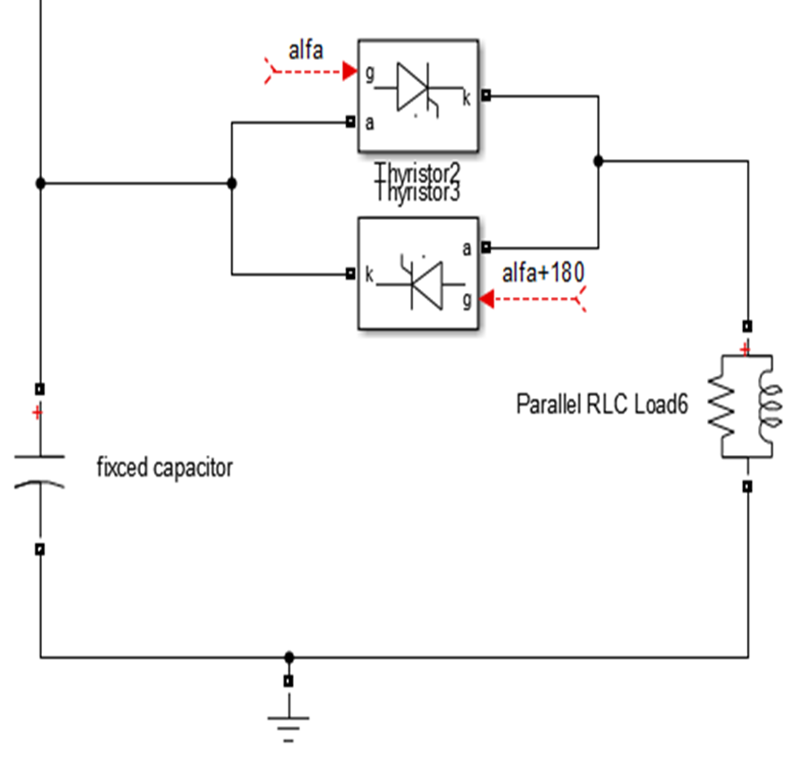 alfa
g
k
a
Thyristor2
Thyristor3
a
k
alfa+180
g
+
Parallel RLC Load6
+
fixced capacitor